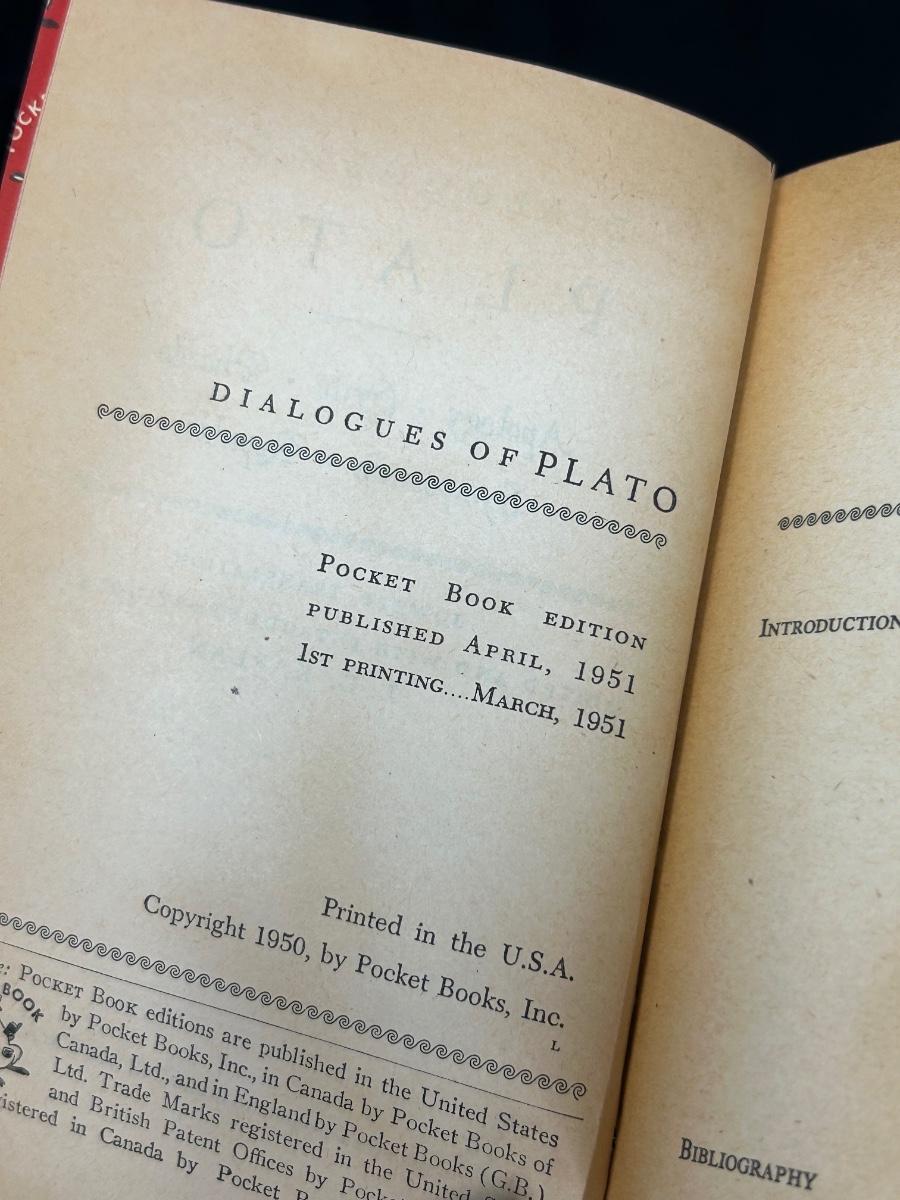 DIALOGUES OF PLATO
POCKET BOOK EDITION
PUBLISHED APRIL, 1951
1ST PRINTING....MARCH, 1951
Printed in the U.S.A.
Copyright 1950, by Pocket Books, Inc.
L
POCKET BOOK editions are published in the United States
by Pocket Books, Inc., in Canada by Pocket Books of
Canada, Ltd., and in England by Pocket Books (G.B.)
Ltd. Trade Marks registered in the United
and British Patent Offices by
in Canada by Pocket
BOOK
INTRODUCTION
BIBLIOGRAPHY